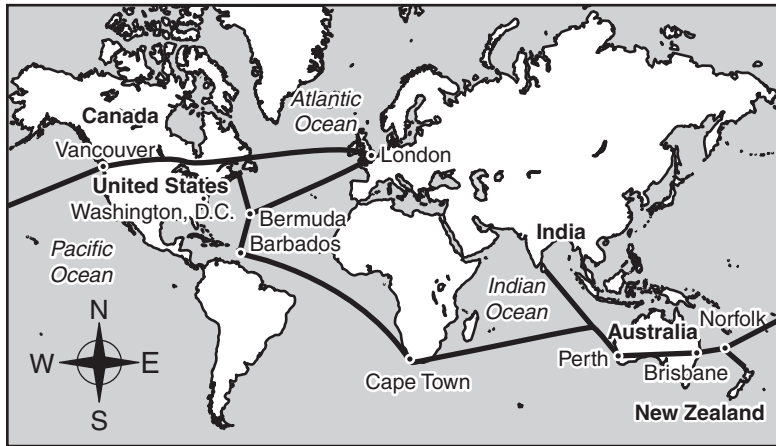 Atlantic
Ocean
Canada
Vancouver
London
United States
Washington, D.C.
Bermuda
Barbados
India
Pacific
Ocean
Indian
Ocean
N
W
E
S
Australia
Norfolk
Perth
Brisbane
Cape Town
New Zealand